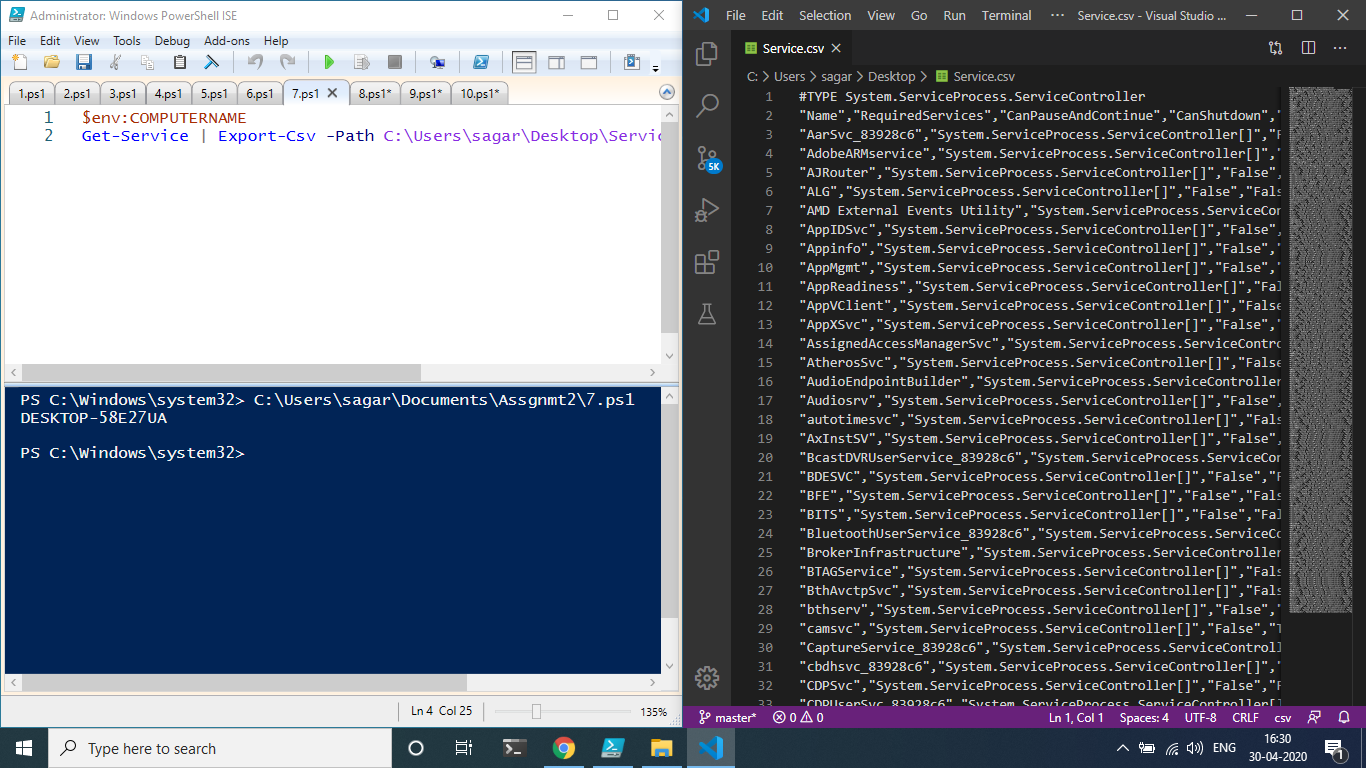 Administrator: Windows PowerShell ISE
File Edit View Tools Debug Add-ons Help
1.ps1 2.ps1 3.ps1 4.ps1 5.ps1 6.ps1 7.ps1 8.ps1* 9.ps1* 10.ps1*
1 $env:COMPUTERNAME
2 Get-Service | Export-Csv -Path C:\Users\sagar\Desktop\Servic
PS C:\Windows\system32> C:\Users\sagar\Documents\Assgnmt2\7.ps1
DESKTOP-58E27UA
PS C:\Windows\system32>
Ln 4 Col 25 135%
File Edit Selection View Go Run Terminal ··· Service.csv - Visual Studio ...
Service.csv
5K
C: > Users > sagar > Desktop > Service.csv
1 #TYPE System.ServiceProcess.ServiceController
2 "Name","RequiredServices","CanPauseAndContinue","CanShutdown","
3 "AarSvc_83928c6","System.ServiceProcess.ServiceController[]","F
4 "AdobeARMservice","System.ServiceProcess.ServiceController[]","
5 "AJRouter","System.ServiceProcess.ServiceController[]","False",
6 "ALG","System.ServiceProcess.ServiceController[]","False","Fals
7 "AMD External Events Utility","System.ServiceProcess.ServiceCon
8 "AppIDSvc","System.ServiceProcess.ServiceController[]","False",
9 "Appinfo","System.ServiceProcess.ServiceController[]","False","
10 "AppMgmt","System.ServiceProcess.ServiceController[]","False","
11 "AppReadiness","System.ServiceProcess.ServiceController[]","Fal
12 "AppVClient","System.ServiceProcess.ServiceController[]","False
13 "AppXSvc","System.ServiceProcess.ServiceController[]","False","
14 "AssignedAccessManagerSvc","System.ServiceProcess.ServiceContro
15 "AtherosSvc","System.ServiceProcess.ServiceController[]","False
16 "AudioEndpointBuilder","System.ServiceProcess.ServiceController
17 "Audiosrv","System.ServiceProcess.ServiceController[]","False",
18 "autotimesvc","System.ServiceProcess.ServiceController[]","Fals
19 "AxInstSV","System.ServiceProcess.ServiceController[]","False",
20 "BcastDVRUserService_83928c6","System.ServiceProcess.ServiceCon
21 "BDESVC","System.ServiceProcess.ServiceController[]","False","F
22 "BFE","System.ServiceProcess.ServiceController[]","False","Fals
23 "BITS","System.ServiceProcess.ServiceController[]","False","Fal
24 "BluetoothUserService_83928c6","System.ServiceProcess.ServiceCo
25 "BrokerInfrastructure","System.ServiceProcess.ServiceController
26 "BTAGService","System.ServiceProcess.ServiceController[]","Fals
27 "BthAvctpSvc","System.ServiceProcess.ServiceController[]","Fals
28 "bthserv","System.ServiceProcess.ServiceController[]","False","
29 "camsvc","System.ServiceProcess.ServiceController[]","False","T
30 "CaptureService_83928c6","System.ServiceProcess.ServiceControll
31 "cbdhsvc_83928c6","System.ServiceProcess.ServiceController[]","
32 "CDPSvc","System.ServiceProcess.ServiceController[]","False","F
33 "CDPUserSvc_83928c6","System.ServiceProcess.ServiceController[]
master* 0 0 Ln 1, Col 1 Spaces: 4 UTF-8 CRLF csv
Type here to search
ENG
16:30
30-04-2020
1